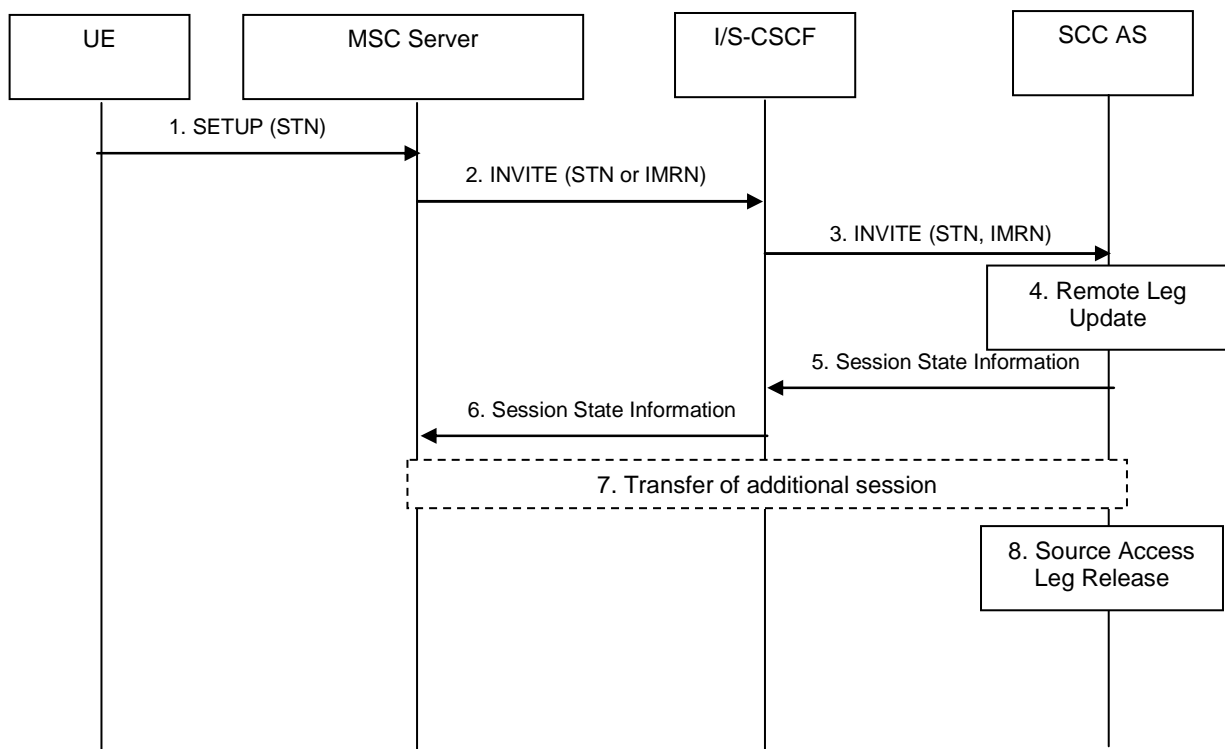 UE
MSC Server
I/S-CSCF
SCC AS
1. SETUP (STN)
2. INVITE (STN or IMRN)
3. INVITE (STN, IMRN)
4. Remote Leg
Update
5. Session State Information
6. Session State Information
7. Transfer of additional session
8. Source Access
Leg Release